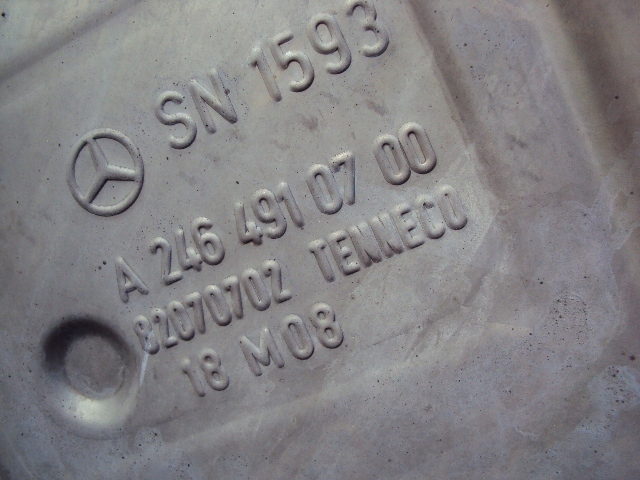 SN 1593
A 246 491 07 00
82070702 TENNECO
18 M08